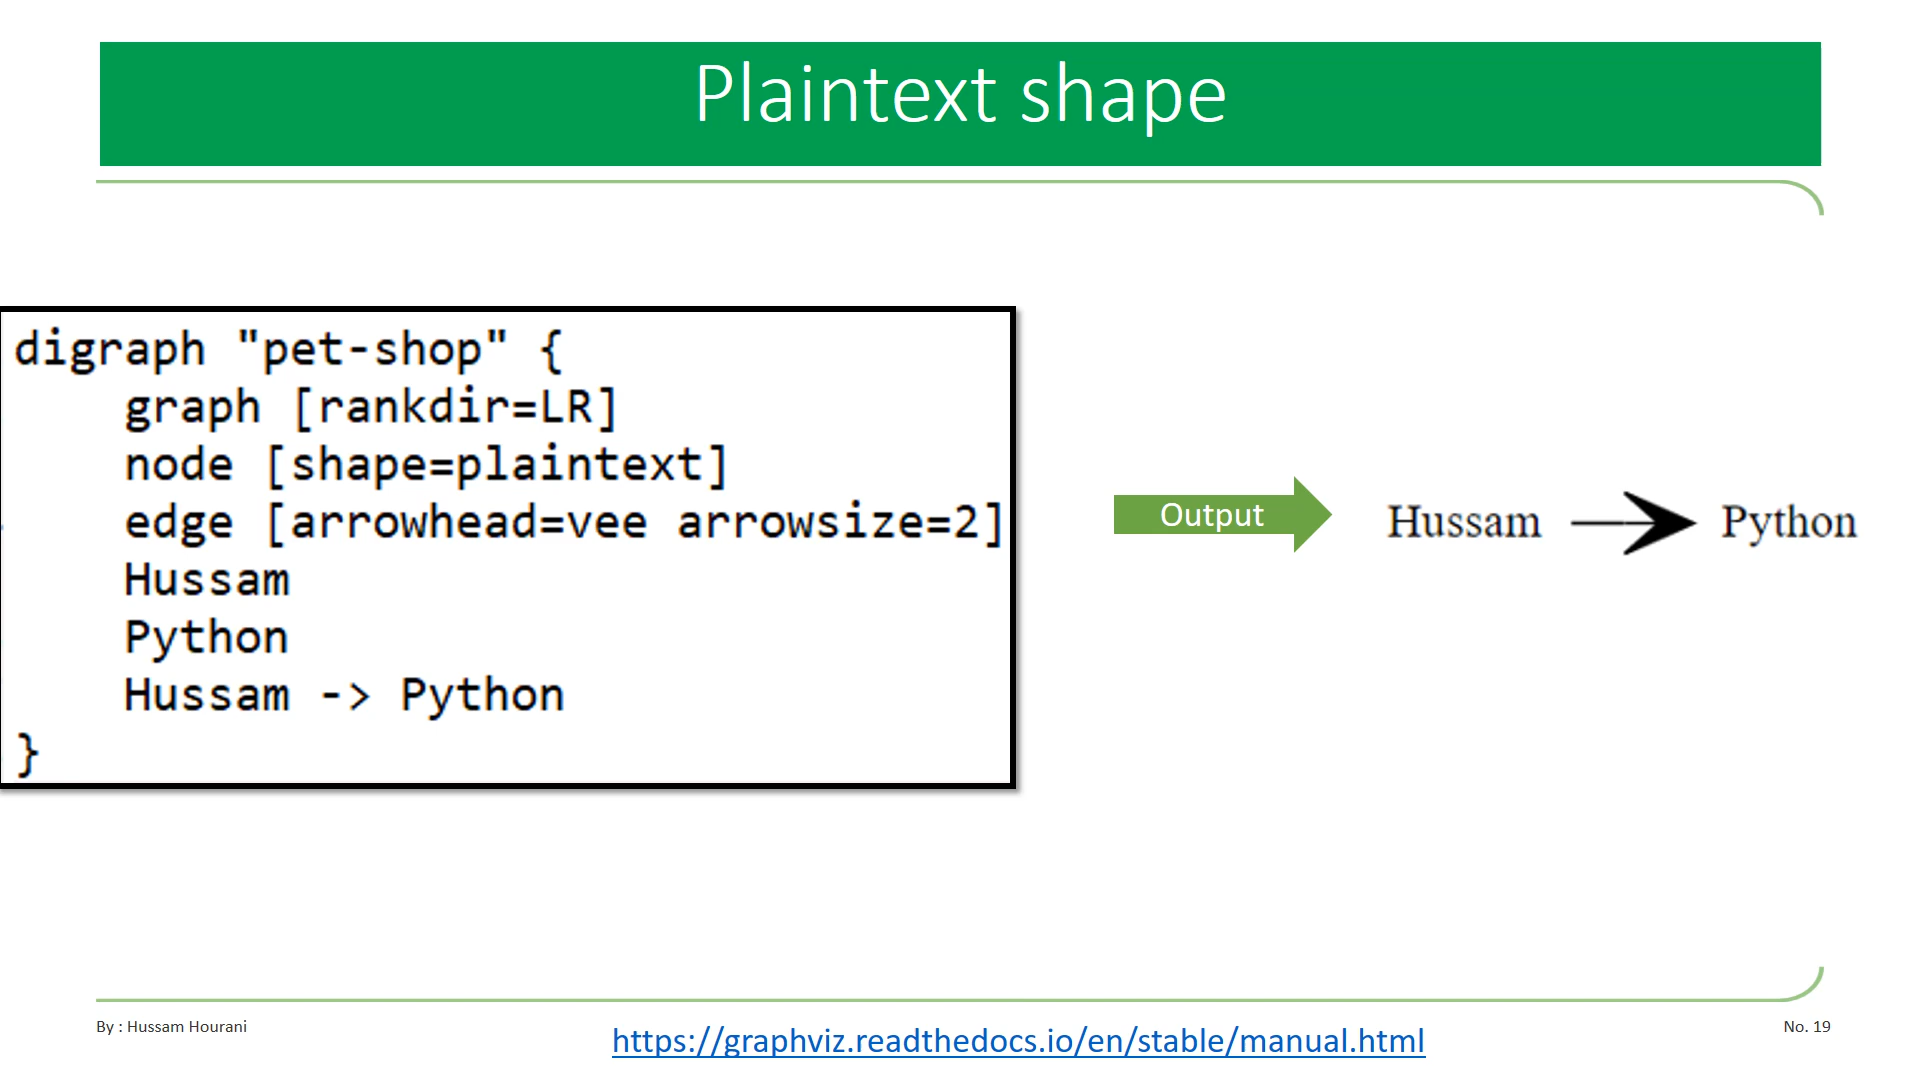 Plaintext shape
digraph "pet-shop" {
    graph [rankdir=LR]
    node [shape=plaintext]
    edge [arrowhead=vee arrowsize=2]
    Hussam
    Python
    Hussam -> Python
}
Output
Hussam
Python
By : Hussam Hourani
https://graphviz.readthedocs.io/en/stable/manual.html
No. 19